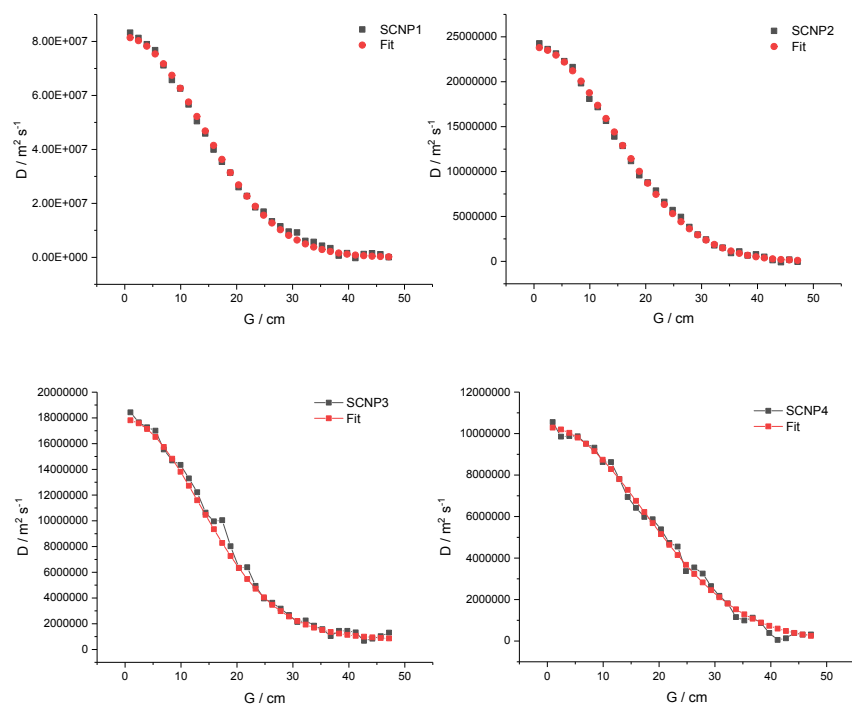 SCNP1
Fit
8.00E+007
6.00E+007
4.00E+007
2.00E+007
0.00E+000
D / m² s⁻¹
0 10 20 30 40 50
G / cm
SCNP2
Fit
25000000
20000000
15000000
10000000
5000000
0
D / m² s⁻¹
0 10 20 30 40 50
G / cm
SCNP3
Fit
20000000
18000000
16000000
14000000
12000000
10000000
8000000
6000000
4000000
2000000
0
D / m² s⁻¹
0 10 20 30 40 50
G / cm
SCNP4
Fit
12000000
10000000
8000000
6000000
4000000
2000000
0
D / m² s⁻¹
0 10 20 30 40 50
G / cm